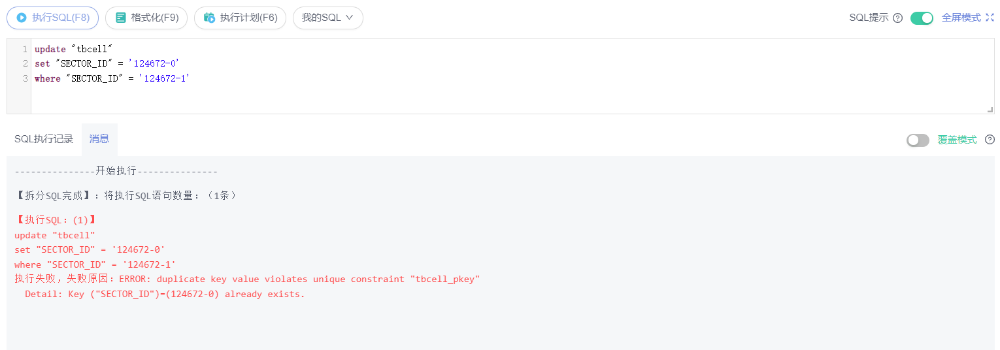 执行SQL(F8) 格式化(F9) 执行计划(F6) 我的SQL SQL提示 全屏模式
1 update "tbcell"
2 set "SECTOR_ID" = '124672-0'
3 where "SECTOR_ID" = '124672-1'
SQL执行记录 消息 覆盖模式
---------------开始执行---------------
【拆分SQL完成】：将执行SQL语句数量：（1条）
【执行SQL：(1)】
update "tbcell"
set "SECTOR_ID" = '124672-0'
where "SECTOR_ID" = '124672-1'
执行失败，失败原因：ERROR: duplicate key value violates unique constraint "tbcell_pkey"
Detail: Key ("SECTOR_ID")=(124672-0) already exists.